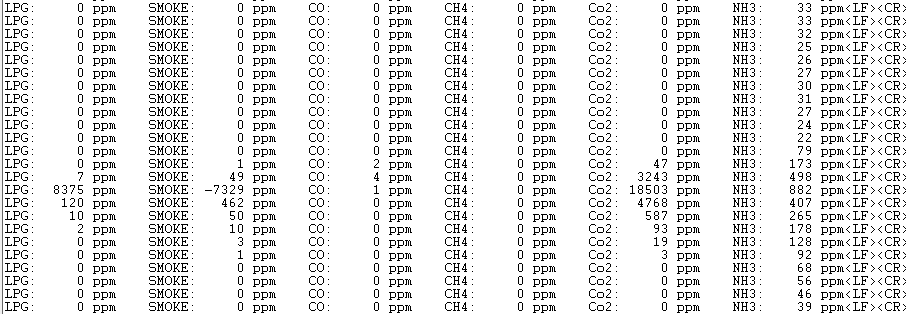 LPG: 0 ppm SMOKE: 0 ppm CO: 0 ppm CH4: 0 ppm Co2: 0 ppm NH3: 33 ppm<LF><CR>
LPG: 0 ppm SMOKE: 0 ppm CO: 0 ppm CH4: 0 ppm Co2: 0 ppm NH3: 33 ppm<LF><CR>
LPG: 0 ppm SMOKE: 0 ppm CO: 0 ppm CH4: 0 ppm Co2: 0 ppm NH3: 32 ppm<LF><CR>
LPG: 0 ppm SMOKE: 0 ppm CO: 0 ppm CH4: 0 ppm Co2: 0 ppm NH3: 25 ppm<LF><CR>
LPG: 0 ppm SMOKE: 0 ppm CO: 0 ppm CH4: 0 ppm Co2: 0 ppm NH3: 26 ppm<LF><CR>
LPG: 0 ppm SMOKE: 0 ppm CO: 0 ppm CH4: 0 ppm Co2: 0 ppm NH3: 27 ppm<LF><CR>
LPG: 0 ppm SMOKE: 0 ppm CO: 0 ppm CH4: 0 ppm Co2: 0 ppm NH3: 30 ppm<LF><CR>
LPG: 0 ppm SMOKE: 0 ppm CO: 0 ppm CH4: 0 ppm Co2: 0 ppm NH3: 31 ppm<LF><CR>
LPG: 0 ppm SMOKE: 0 ppm CO: 0 ppm CH4: 0 ppm Co2: 0 ppm NH3: 27 ppm<LF><CR>
LPG: 0 ppm SMOKE: 0 ppm CO: 0 ppm CH4: 0 ppm Co2: 0 ppm NH3: 24 ppm<LF><CR>
LPG: 0 ppm SMOKE: 0 ppm CO: 0 ppm CH4: 0 ppm Co2: 0 ppm NH3: 22 ppm<LF><CR>
LPG: 0 ppm SMOKE: 0 ppm CO: 0 ppm CH4: 0 ppm Co2: 0 ppm NH3: 79 ppm<LF><CR>
LPG: 0 ppm SMOKE: 1 ppm CO: 2 ppm CH4: 0 ppm Co2: 47 ppm NH3: 173 ppm<LF><CR>
LPG: 7 ppm SMOKE: 49 ppm CO: 4 ppm CH4: 0 ppm Co2: 3243 ppm NH3: 498 ppm<LF><CR>
LPG: 8375 ppm SMOKE: -7329 ppm CO: 1 ppm CH4: 0 ppm Co2: 18503 ppm NH3: 882 ppm<LF><CR>
LPG: 120 ppm SMOKE: 462 ppm CO: 0 ppm CH4: 0 ppm Co2: 4768 ppm NH3: 407 ppm<LF><CR>
LPG: 10 ppm SMOKE: 50 ppm CO: 0 ppm CH4: 0 ppm Co2: 587 ppm NH3: 265 ppm<LF><CR>
LPG: 2 ppm SMOKE: 10 ppm CO: 0 ppm CH4: 0 ppm Co2: 93 ppm NH3: 178 ppm<LF><CR>
LPG: 0 ppm SMOKE: 3 ppm CO: 0 ppm CH4: 0 ppm Co2: 19 ppm NH3: 128 ppm<LF><CR>
LPG: 0 ppm SMOKE: 1 ppm CO: 0 ppm CH4: 0 ppm Co2: 3 ppm NH3: 92 ppm<LF><CR>
LPG: 0 ppm SMOKE: 0 ppm CO: 0 ppm CH4: 0 ppm Co2: 0 ppm NH3: 68 ppm<LF><CR>
LPG: 0 ppm SMOKE: 0 ppm CO: 0 ppm CH4: 0 ppm Co2: 0 ppm NH3: 56 ppm<LF><CR>
LPG: 0 ppm SMOKE: 0 ppm CO: 0 ppm CH4: 0 ppm Co2: 0 ppm NH3: 46 ppm<LF><CR>
LPG: 0 ppm SMOKE: 0 ppm CO: 0 ppm CH4: 0 ppm Co2: 0 ppm NH3: 39 ppm<LF><CR>